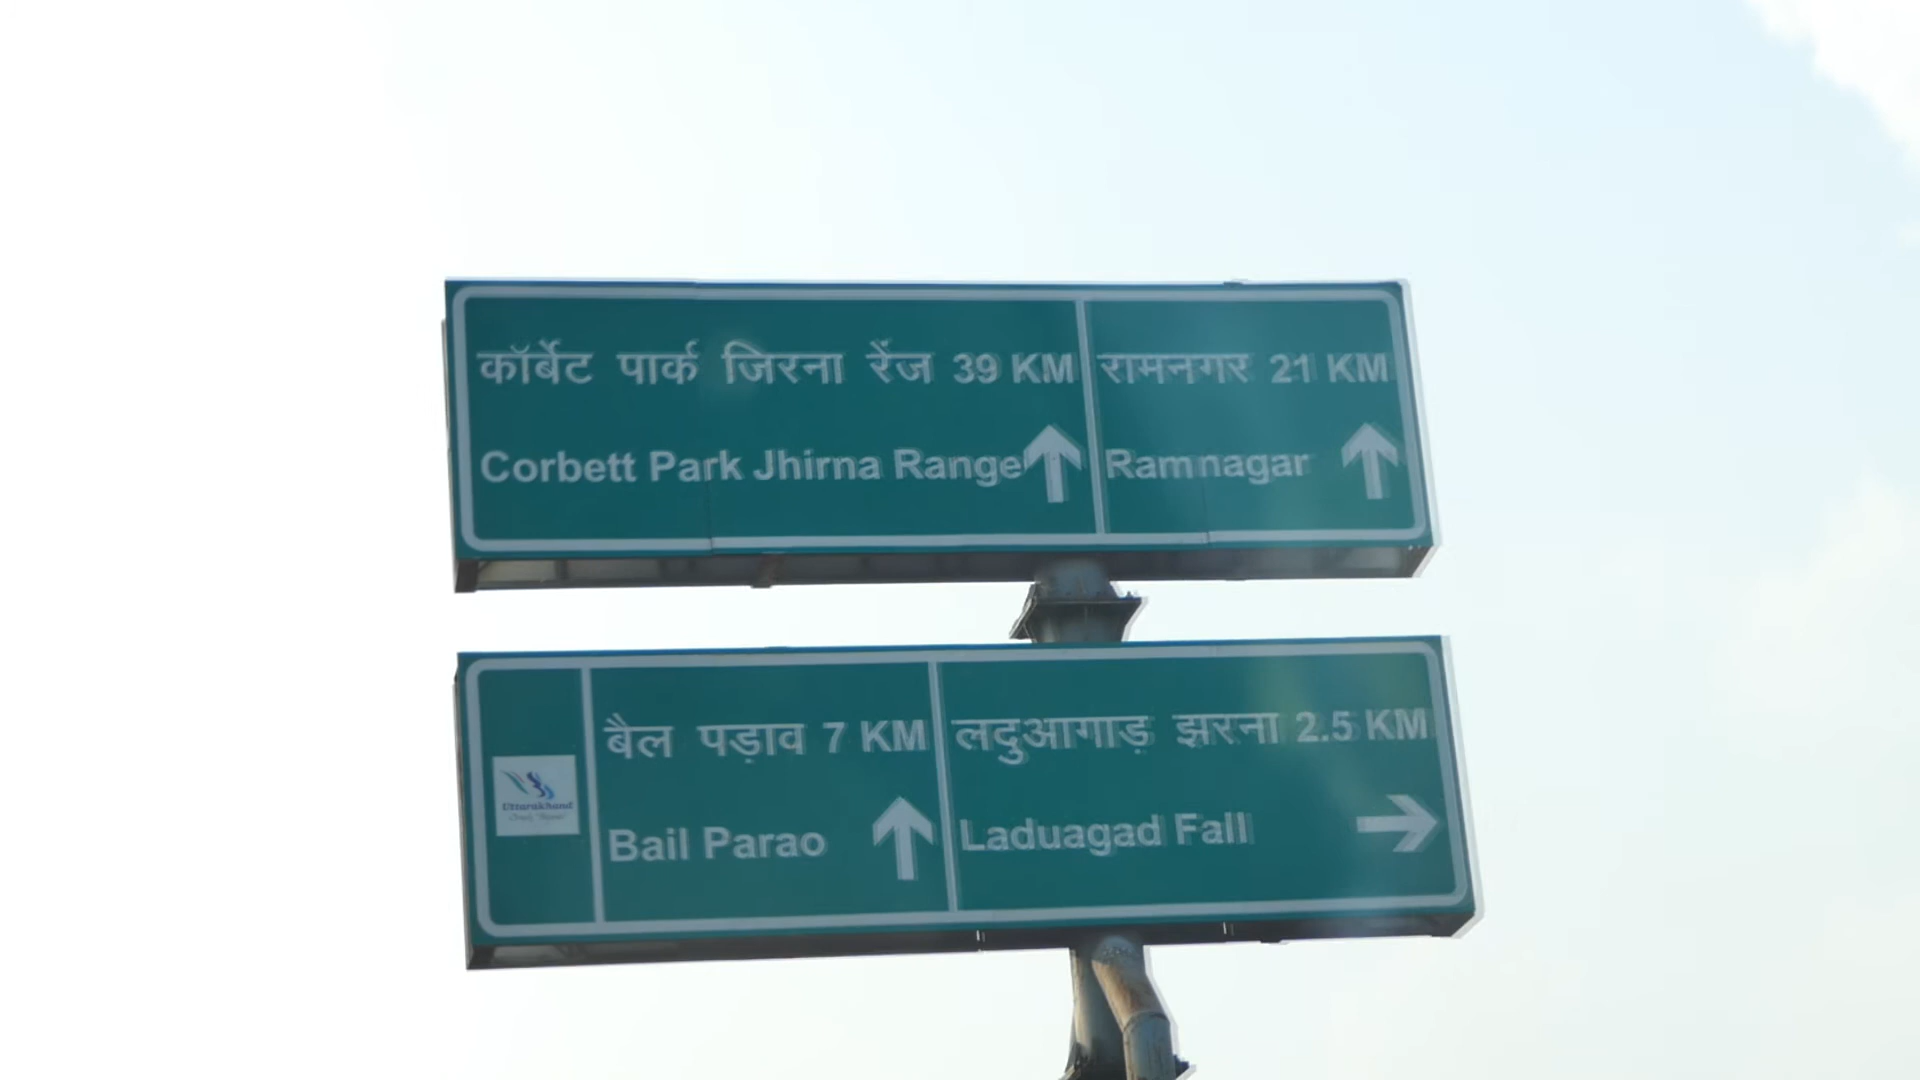 कॉर्बेट पार्क जिरना रेंज 39 KM
Corbett Park Jhirna Range
रामनगर 21 KM
Ramnagar
Uttarakhand
बैल पड़ाव 7 KM
Bail Parao
लदुआगाड़ झरना 2.5 KM
Laduagad Fall